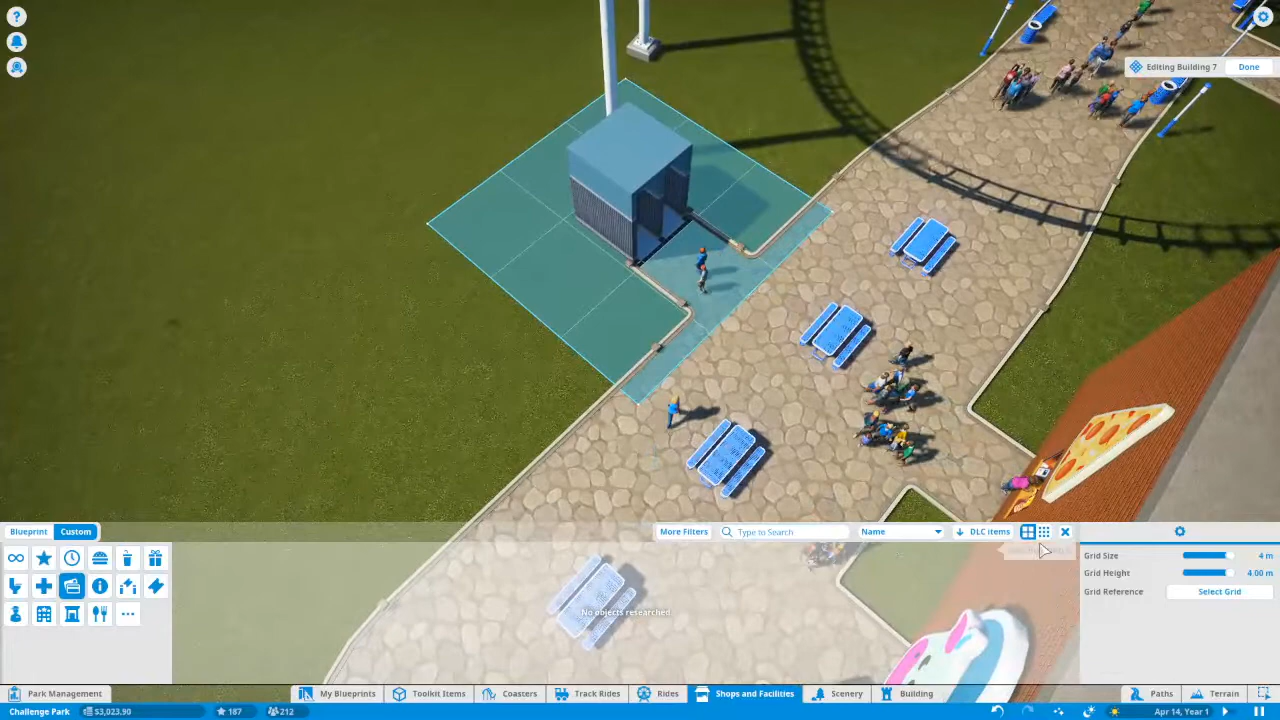 Editing Building 7
Done
Blueprint
Custom
More Filters
Type to Search
Name
DLC items
Grid Size
4 m
Grid Height
4.00 m
Grid Reference
Select Grid
No objects researched
Park Management
My Blueprints
Toolkit Items
Coasters
Track Rides
Rides
Shops and Facilities
Scenery
Building
Paths
Terrain
Challenge Park
$3,023.90
187
212
Apr 14, Year 1